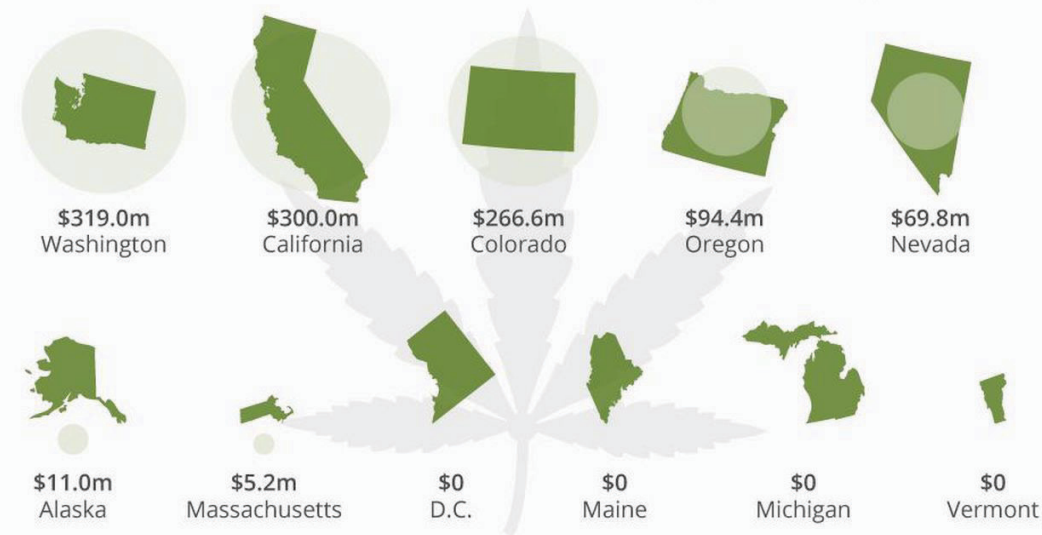 $319.0m
Washington
$300.0m
California
$266.6m
Colorado
$94.4m
Oregon
$69.8m
Nevada
$11.0m
Alaska
$5.2m
Massachusetts
$0
D.C.
$0
Maine
$0
Michigan
$0
Vermont